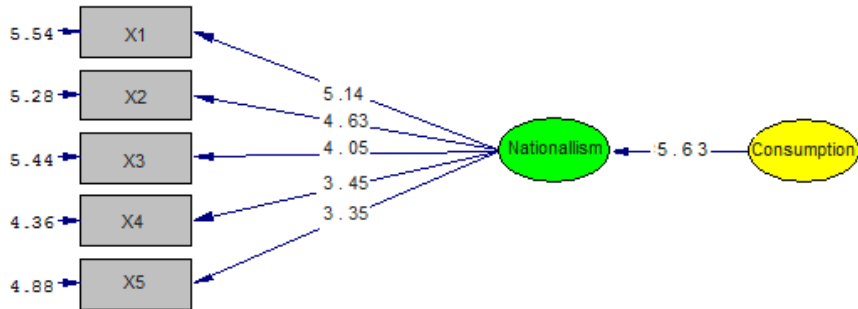 5.54 X1
5.14
5.28 X2
4.63
5.44 X3
4.05
Nationallism
5.63
Consumption
4.36 X4
3.45
3.35
4.88 X5